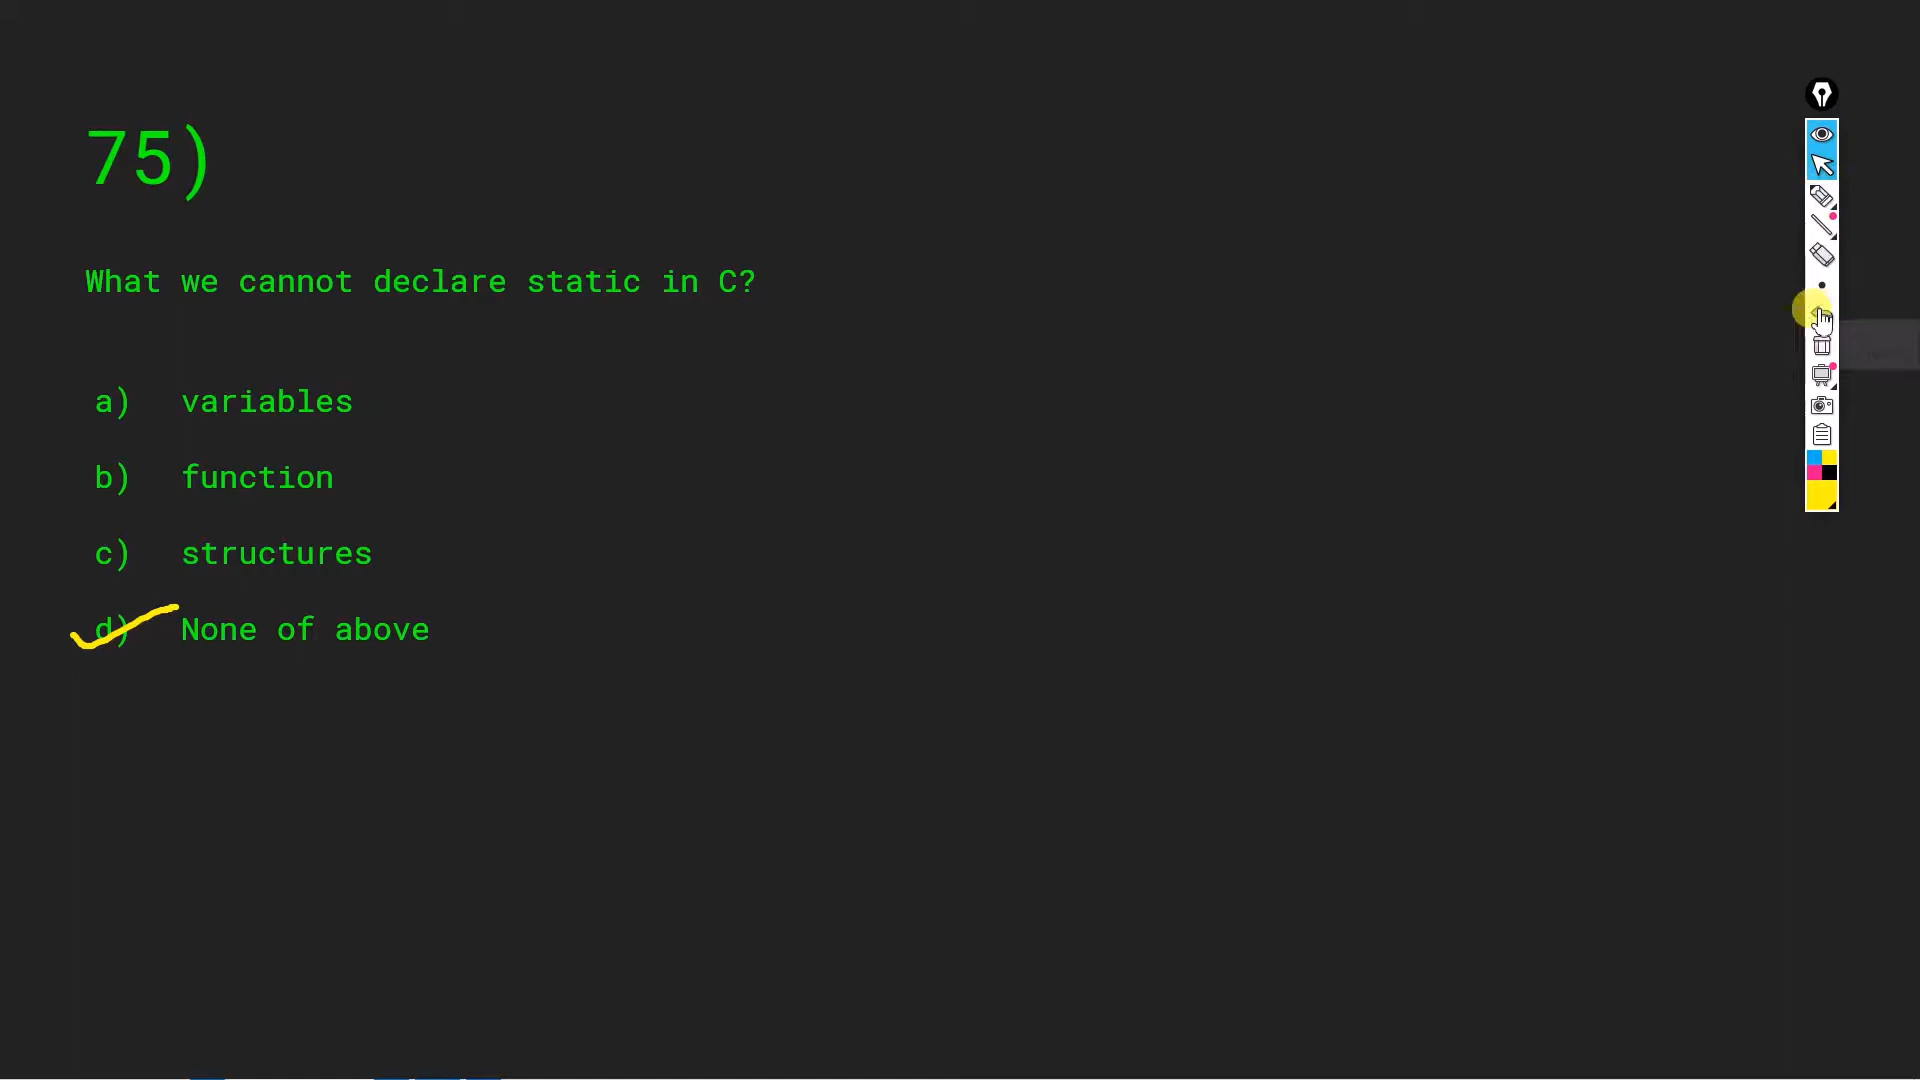 75)
What we cannot declare static in C?
a) variables
b) function
c) structures
d) None of above